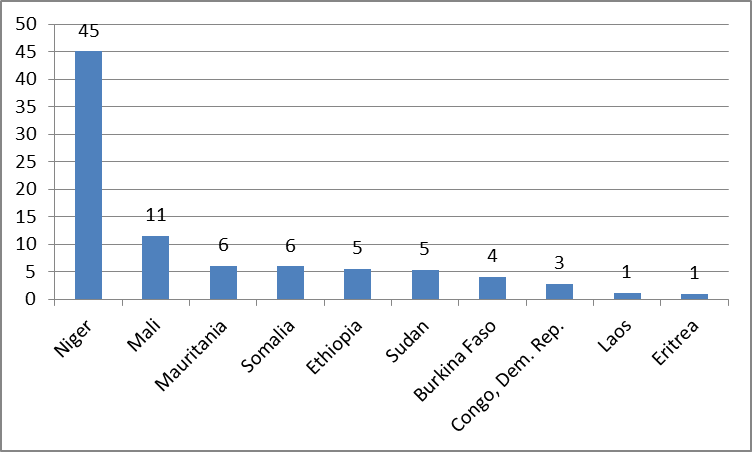 50
45
40
35
30
25
20
15
10
5
0
45
11
6
6
5
5
4
3
1
1
Niger
Mali
Mauritania
Somalia
Ethiopia
Sudan
Burkina Faso
Congo, Dem. Rep.
Laos
Eritrea